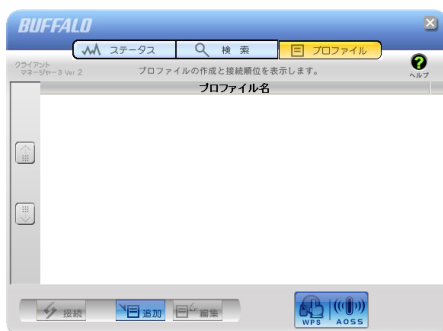 BUFFALO
ステータス 検 索 プロファイル
クライアント
マネージャー3 Ver 2
プロファイルの作成と接続順位を表示します。
ヘルプ
プロファイル名
接続 追加 編集
WPS AOSS